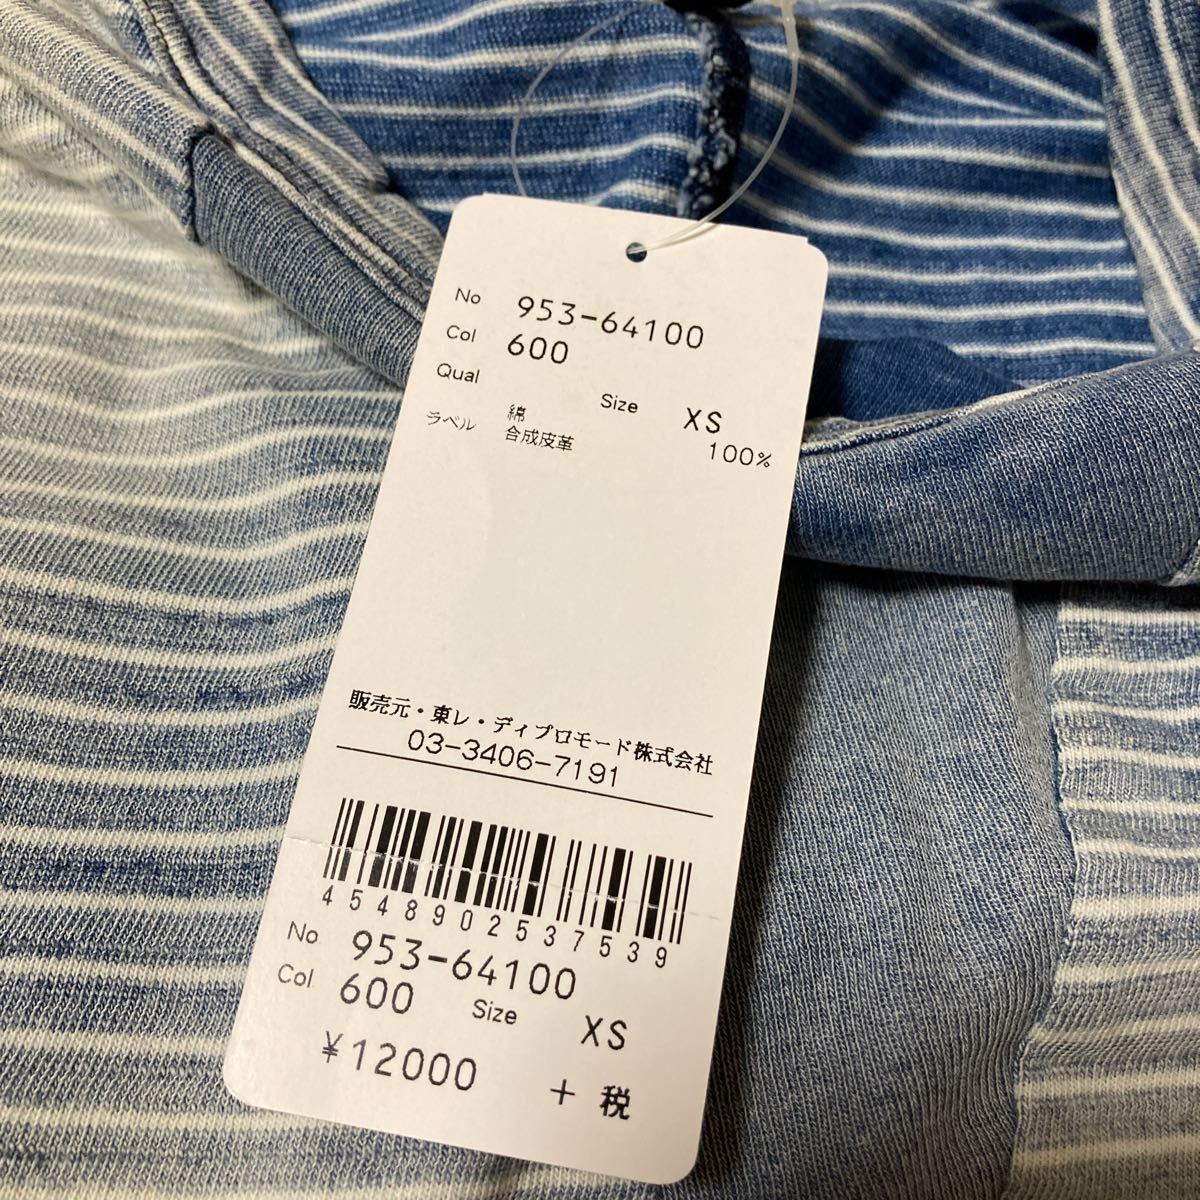 No 953-64100
Col 600
Qual Size XS
綿 100%
ラベル 合成皮革
販売元・東レ・ディプロモード株式会社
03-3406-7191
4548902537539
No 953-64100
Col 600 Size XS
¥12000 + 税